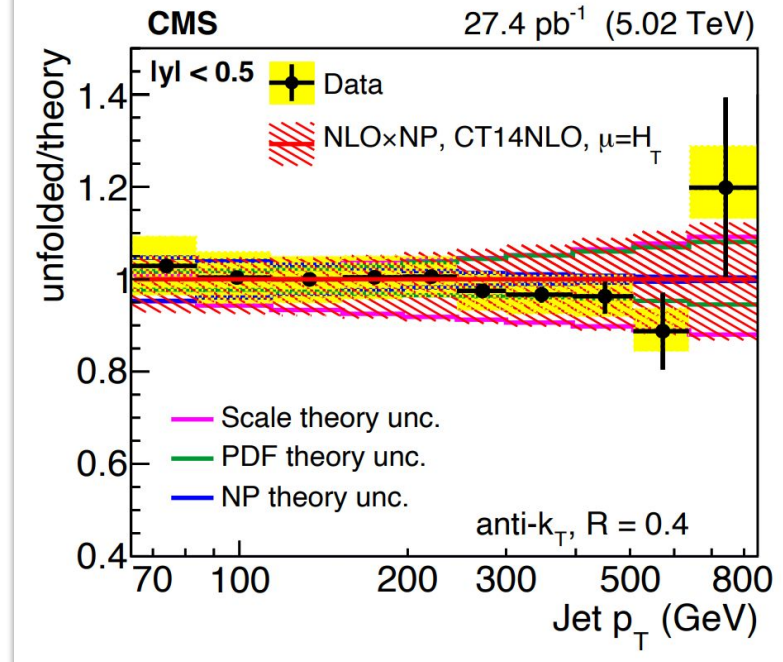 CMS 27.4 pb⁻¹ (5.02 TeV)
|y| < 0.5
Data
NLO×NP, CT14NLO, μ=H_T
unfolded/theory
1.4
1.2
1
0.8
0.6
0.4
Scale theory unc.
PDF theory unc.
NP theory unc.
anti-k_T, R = 0.4
70 100 200 300 500 800
Jet p_T (GeV)